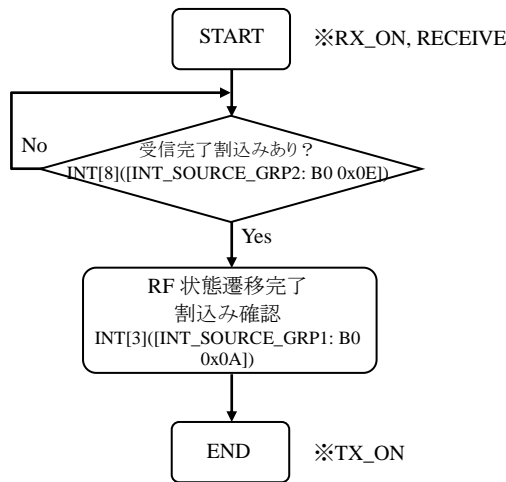 START ※RX_ON, RECEIVE
No
受信完了割込みあり？
INT[8]([INT_SOURCE_GRP2: B0 0x0E])
Yes
RF 状態遷移完了
割込み確認
INT[3]([INT_SOURCE_GRP1: B0
0x0A])
END ※TX_ON